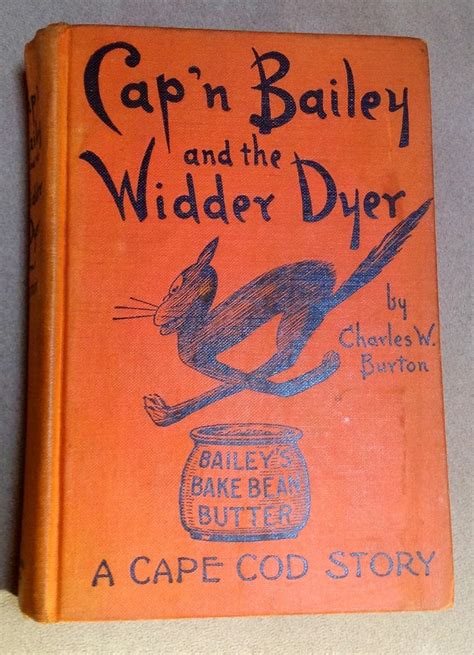 Cap'n Bailey
and the
Widder Dyer
by
Charles W.
Burton
BAILEY'S
BAKE BEAN
BUTTER
A CAPE COD STORY